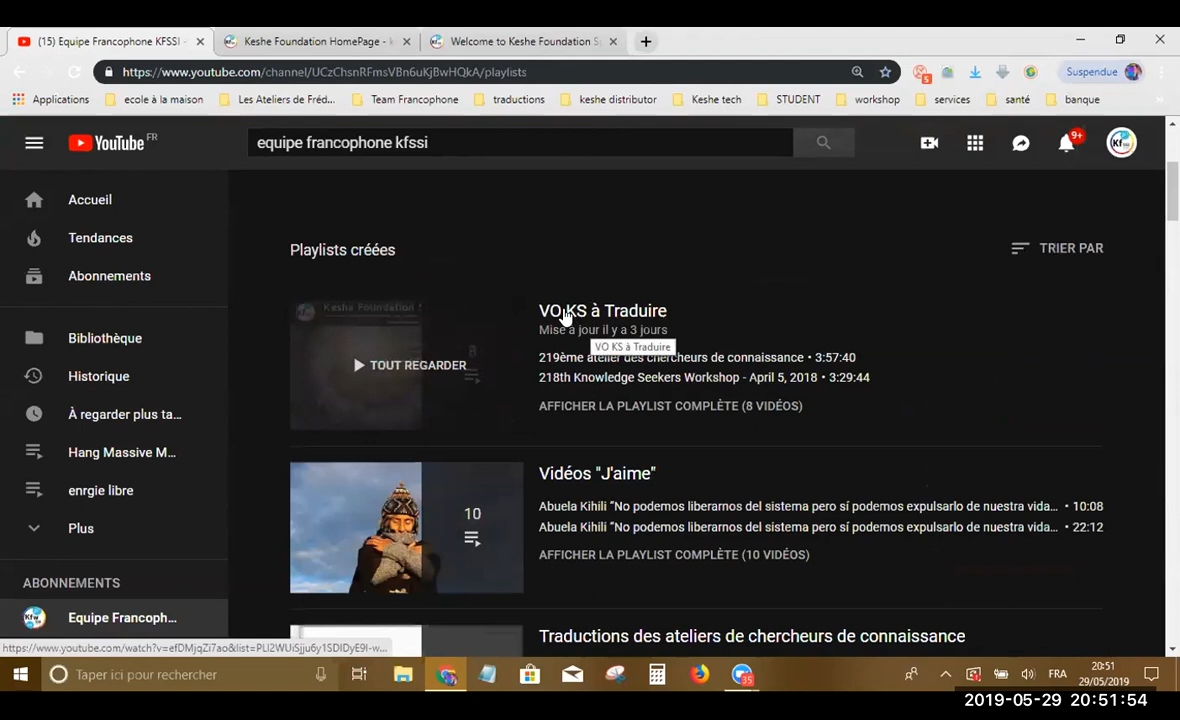 (15) Equipe Francophone KFSSI -
Keshe Foundation HomePage -
Welcome to Keshe Foundation S
https://www.youtube.com/channel/UCzChsnRFmsVBn6uKjBwHQkA/playlists
5
Suspendue
Applications
ecole à la maison
Les Ateliers de Fréd...
Team Francophone
traductions
keshe distributor
Keshe tech
STUDENT
workshop
services
santé
banque
YouTube FR
equipe francophone kfssi
9+
Accueil
Tendances
Abonnements
Bibliothèque
Historique
À regarder plus ta...
Hang Massive M...
enrgie libre
Plus
ABONNEMENTS
Equipe Francoph...
Playlists créées
TRIER PAR
Keshe Foundation
8
TOUT REGARDER
VO KS à Traduire
Mise à jour il y a 3 jours
VO KS à Traduire
219ème atelier des chercheurs de connaissance • 3:57:40
218th Knowledge Seekers Workshop - April 5, 2018 • 3:29:44
AFFICHER LA PLAYLIST COMPLÈTE (8 VIDÉOS)
10
Vidéos "J'aime"
Abuela Kihili “No podemos liberarnos del sistema pero sí podemos expulsarlo de nuestra vida... • 10:08
Abuela Kihili “No podemos liberarnos del sistema pero sí podemos expulsarlo de nuestra vida... • 22:12
AFFICHER LA PLAYLIST COMPLÈTE (10 VIDÉOS)
Traductions des ateliers de chercheurs de connaissance
https://www.youtube.com/watch?v=efDMjqZi7ao&list=PLI2WUiSjju6y1SDIDyE9I-w...
Taper ici pour rechercher
35
FRA
20:51
29/05/2019
2019-05-29 20:51:54